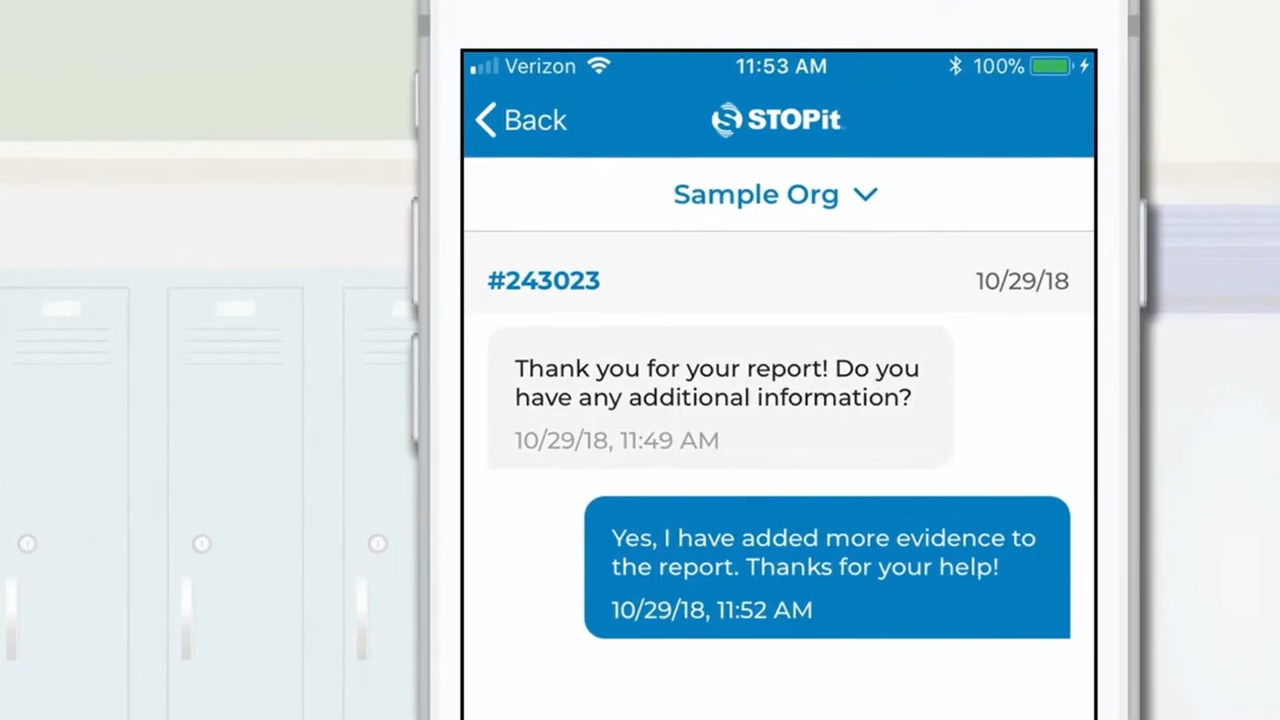 Verizon 11:53 AM 100%
Back STOPit
Sample Org
#243023 10/29/18
Thank you for your report! Do you
have any additional information?
10/29/18, 11:49 AM
Yes, I have added more evidence to
the report. Thanks for your help!
10/29/18, 11:52 AM